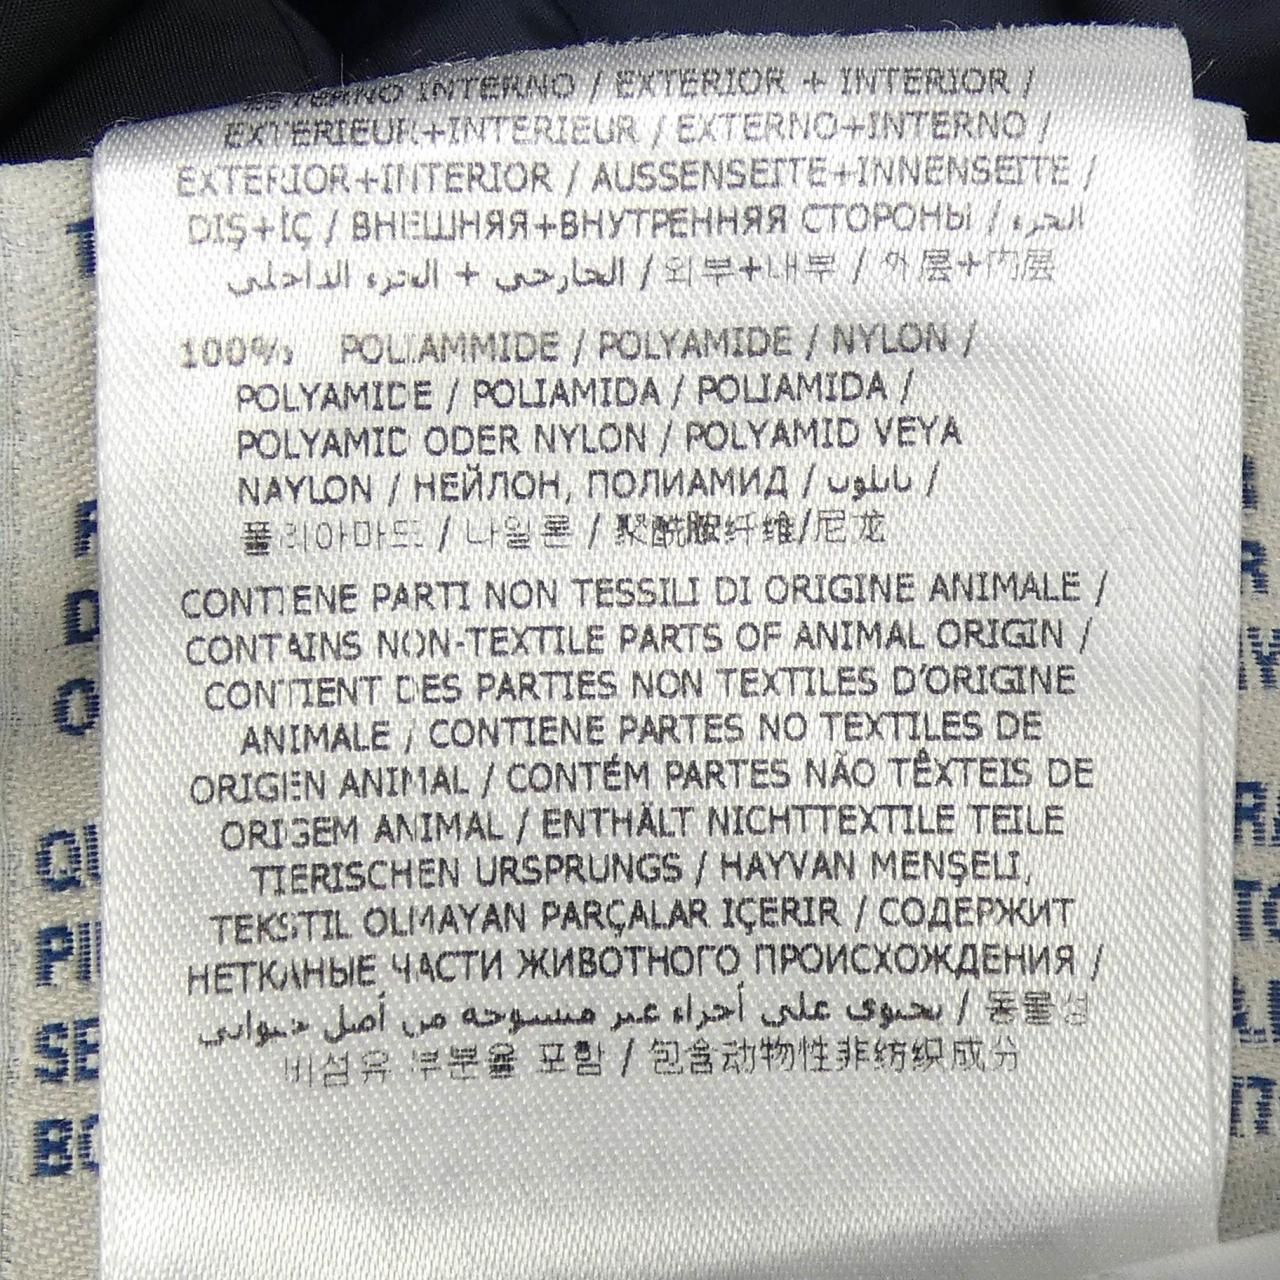 ESTERNO INTERNO / EXTERIOR + INTERIOR /
EXTERIEUR+INTERIEUR / EXTERNO+INTERNO /
EXTERIOR+INTERIOR / AUSSENSEITE+INNENSEITE /
DIŞ+İÇ / ВНЕШНЯЯ+ВНУТРЕННЯЯ СТОРОНЫ / الجزء
الخارجي + الجزء الداخلي / 외부+내부 / 外层+内层
100% POLIAMMIDE / POLYAMIDE / NYLON /
POLYAMIDE / POLIAMIDA / POLIAMIDA /
POLYAMID ODER NYLON / POLYAMID VEYA
NAYLON / НЕЙЛОН, ПОЛИАМИД / نايلون /
폴리아마드 / 나일론 / 聚酰胺纤维/尼龙
CONTIENE PARTI NON TESSILI DI ORIGINE ANIMALE /
CONTAINS NON-TEXTILE PARTS OF ANIMAL ORIGIN /
CONTIENT DES PARTIES NON TEXTILES D'ORIGINE
ANIMALE / CONTIENE PARTES NO TEXTILES DE
ORIGEN ANIMAL / CONTÉM PARTES NÃO TÊXTEIS DE
ORIGEM ANIMAL / ENTHÄLT NICHTTEXTILE TEILE
TIERISCHEN URSPRUNGS / HAYVAN MENŞELI,
TEKSTIL OLMAYAN PARÇALAR IÇERIR / СОДЕРЖИТ
НЕТКАНЫЕ ЧАСТИ ЖИВОТНОГО ПРОИСХОЖДЕНИЯ /
يحتوى على أجزاء غير منسوجه من أصل حيوانى / 동물성
비섬유 부분율 포함 / 包含动物性非纺织成分